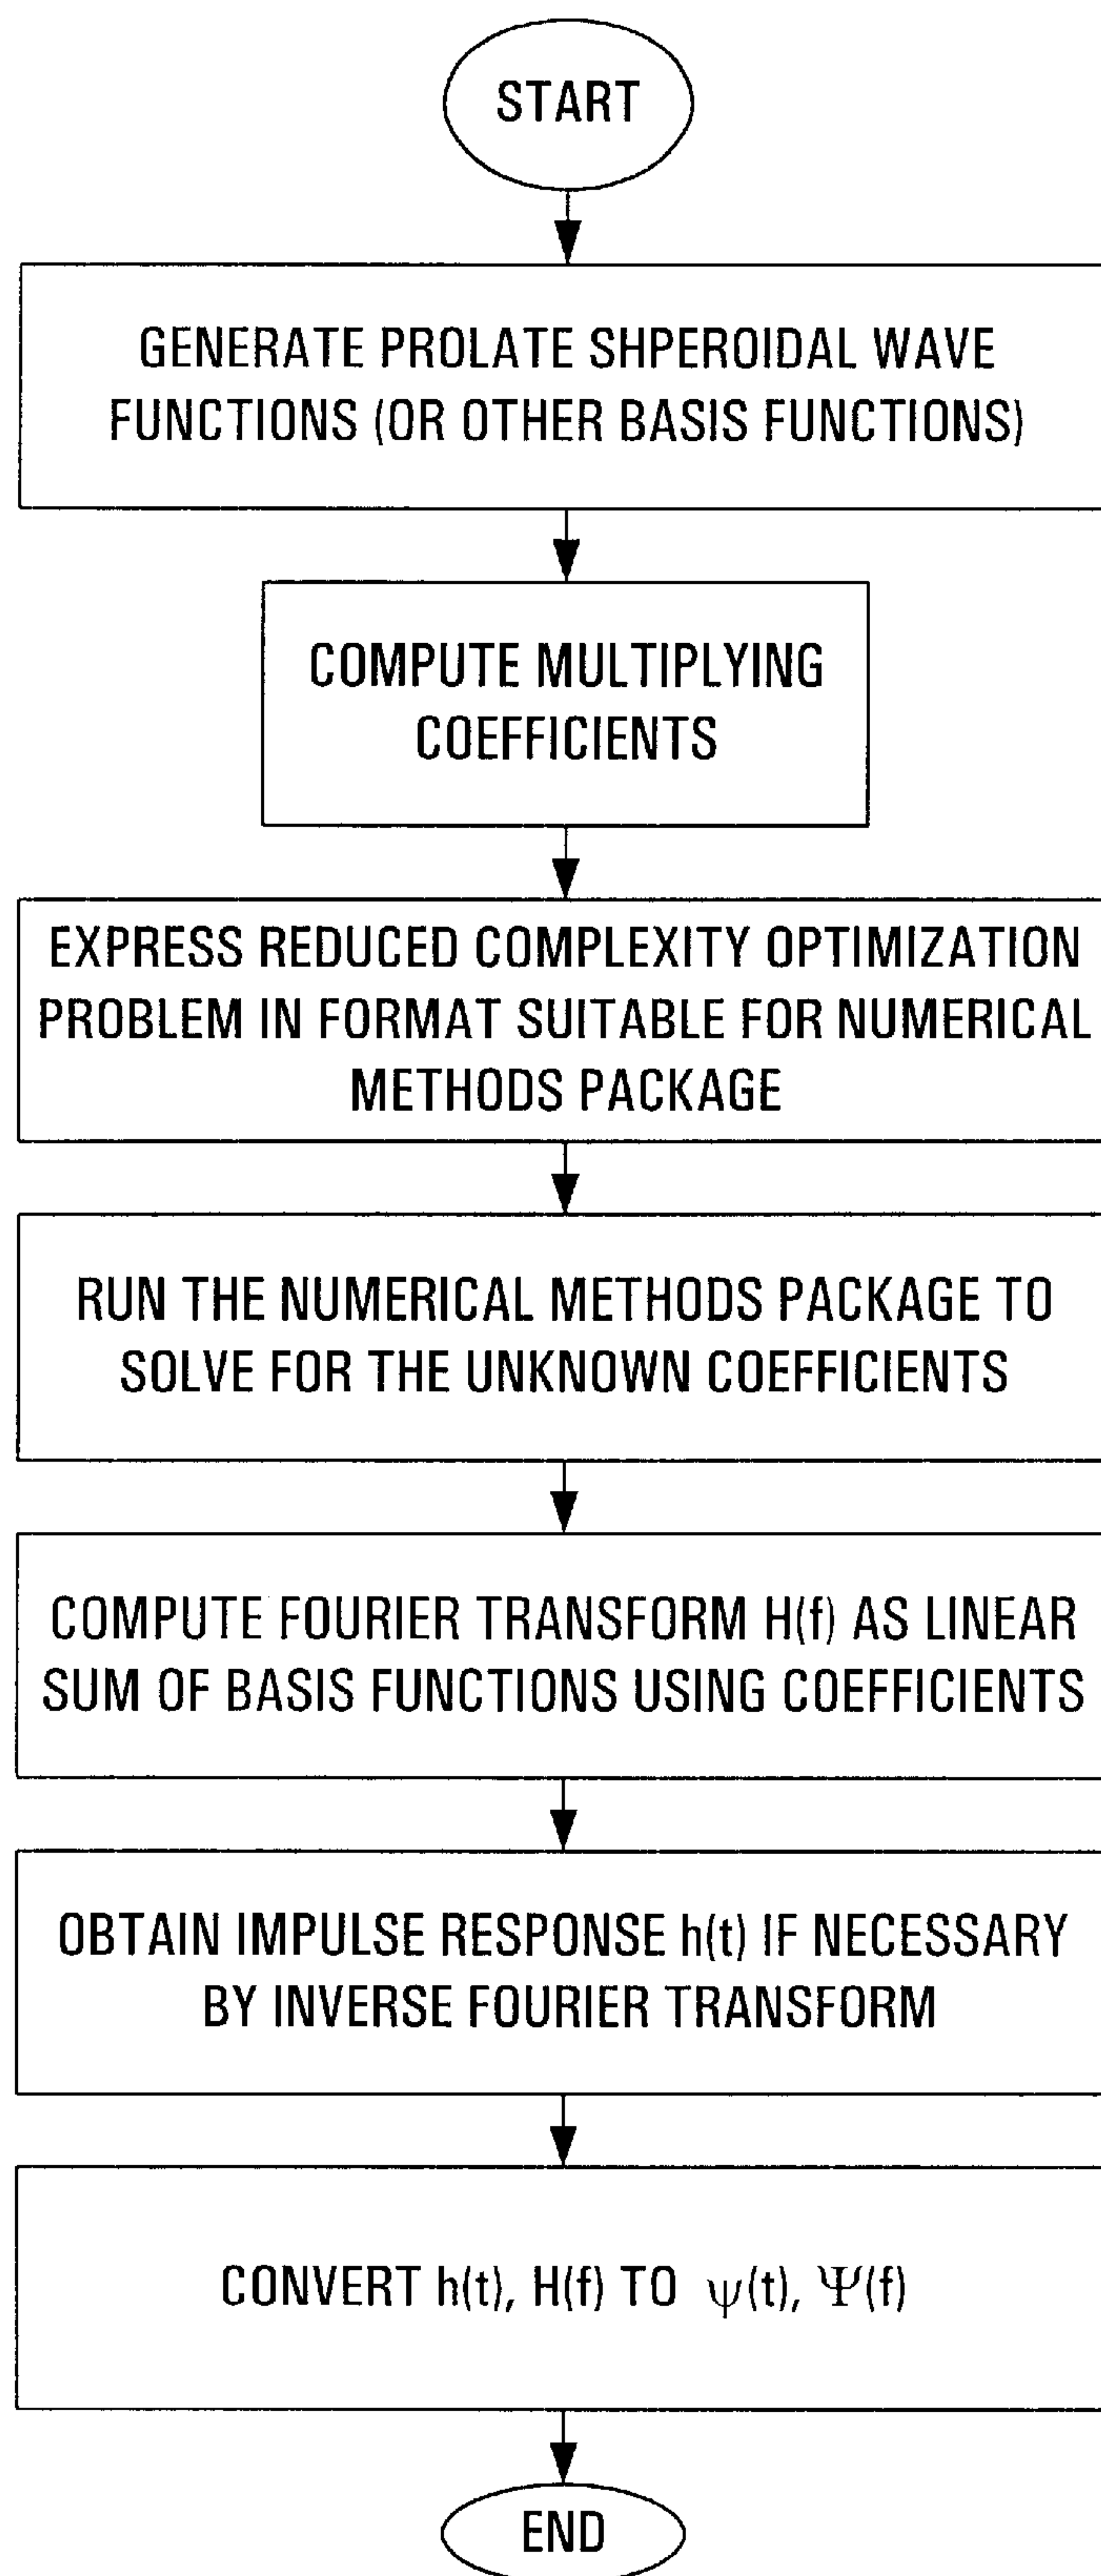 START
GENERATE PROLATE SHPEROIDAL WAVE
FUNCTIONS (OR OTHER BASIS FUNCTIONS)
COMPUTE MULTIPLYING
COEFFICIENTS
EXPRESS REDUCED COMPLEXITY OPTIMIZATION
PROBLEM IN FORMAT SUITABLE FOR NUMERICAL
METHODS PACKAGE
RUN THE NUMERICAL METHODS PACKAGE TO
SOLVE FOR THE UNKNOWN COEFFICIENTS
COMPUTE FOURIER TRANSFORM H(f) AS LINEAR
SUM OF BASIS FUNCTIONS USING COEFFICIENTS
OBTAIN IMPULSE RESPONSE h(t) IF NECESSARY
BY INVERSE FOURIER TRANSFORM
CONVERT h(t), H(f) TO ψ(t), Ψ(f)
END